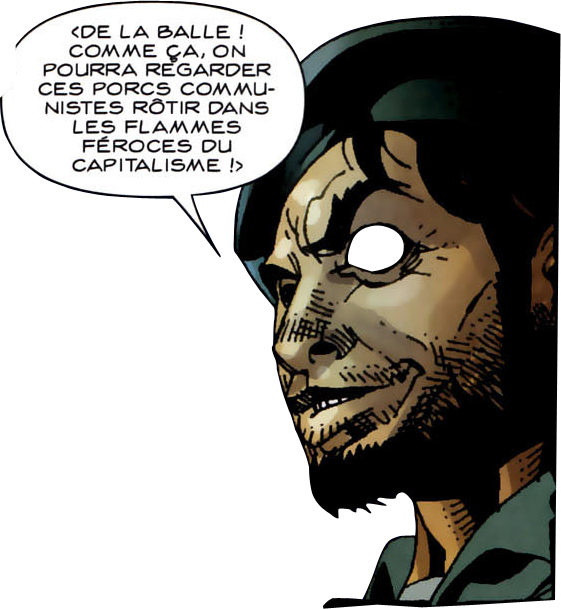 <DE LA BALLE !
COMME ÇA, ON
POURRA REGARDER
CES PORCS COMMU-
NISTES RÔTIR DANS
LES FLAMMES
FÉROCES DU
CAPITALISME !>